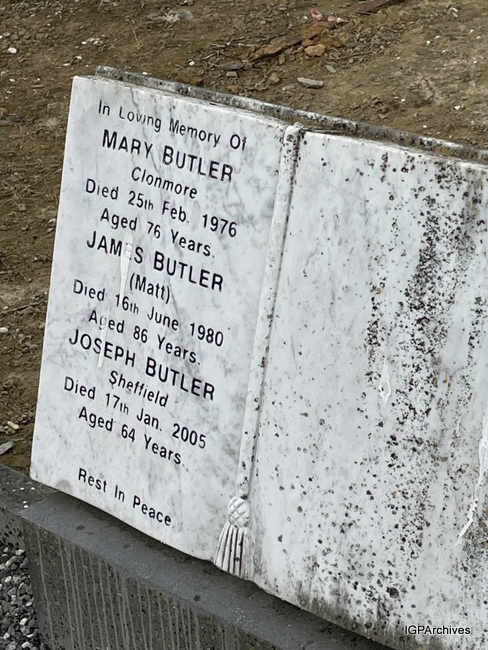 In Loving Memory Of
MARY BUTLER
Clonmore
Died 25th Feb. 1976
Aged 76 Years.
JAMES BUTLER
(Matt)
Died 16th June 1980
Aged 86 Years.
JOSEPH BUTLER
Sheffield
Died 17th Jan. 2005
Aged 64 Years
Rest In Peace
IGPArchives